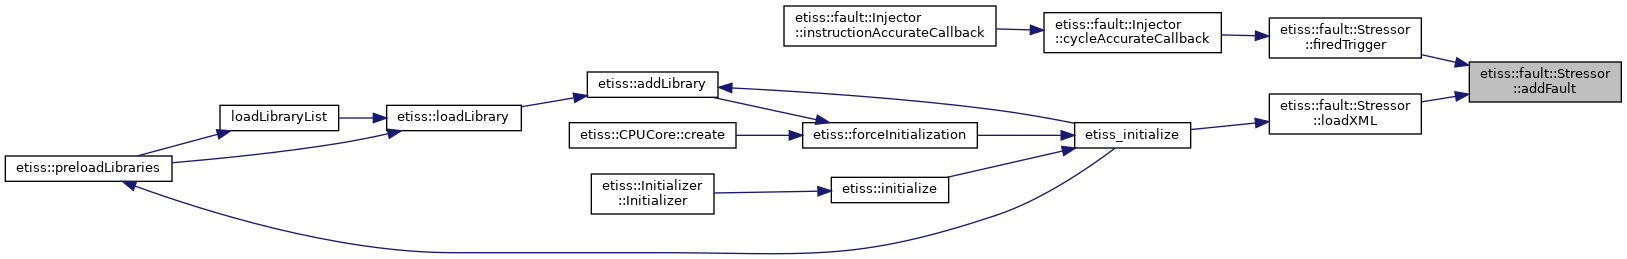 etiss::fault::Injector
::instructionAccurateCallback
etiss::fault::Injector
::cycleAccurateCallback
etiss::fault::Stressor
::firedTrigger
etiss::fault::Stressor
::addFault
etiss::addLibrary
loadLibraryList
etiss::loadLibrary
etiss::fault::Stressor
::loadXML
etiss::CPUCore::create
etiss::forceInitialization
etiss_initialize
etiss::preloadLibraries
etiss::Initializer
::Initializer
etiss::initialize